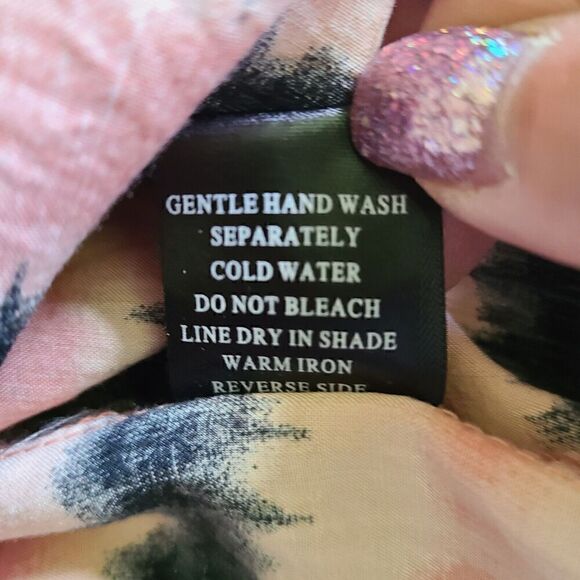 GENTLE HAND WASH
SEPARATELY
COLD WATER
DO NOT BLEACH
LINE DRY IN SHADE
WARM IRON
REVERSE SIDE